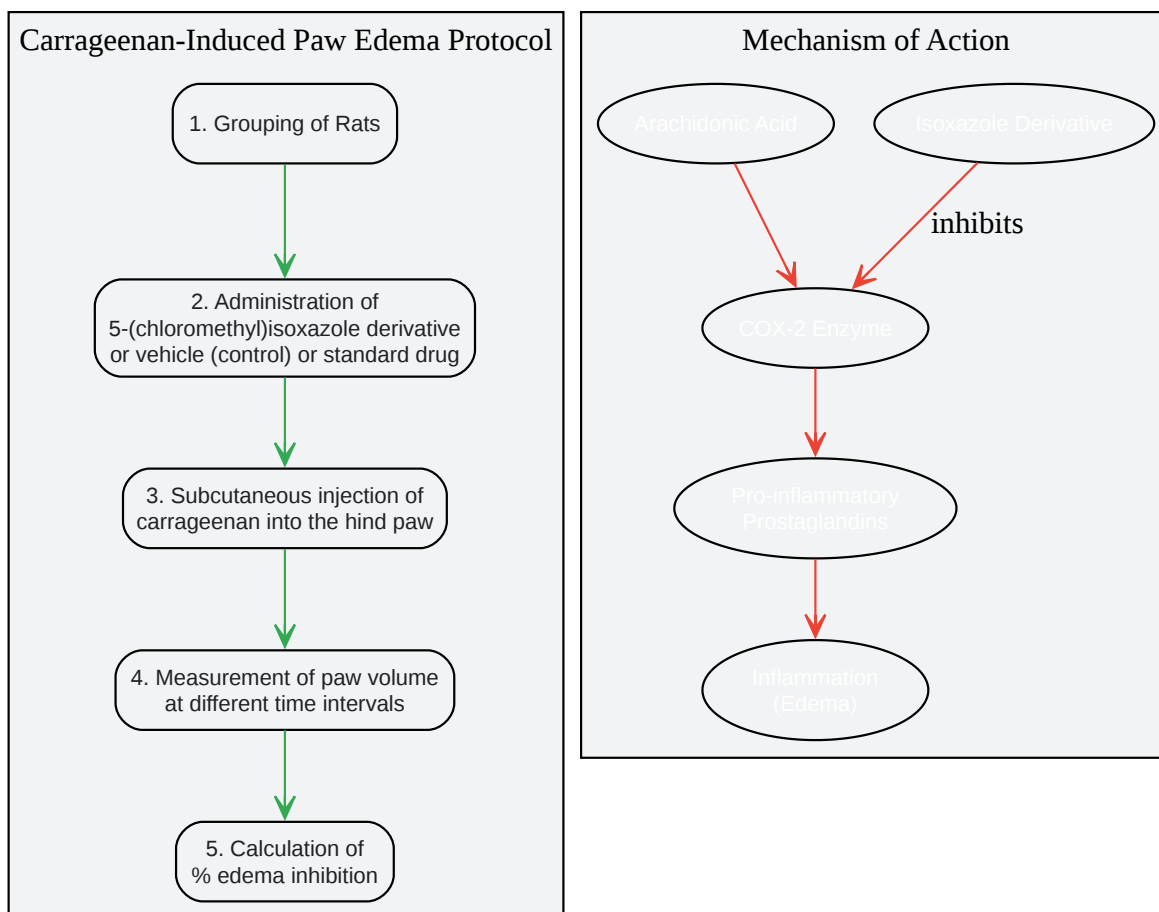 Carrageenan-Induced Paw Edema Protocol
1. Grouping of Rats
2. Administration of
5-(chloromethyl)isoxazole derivative
or vehicle (control) or standard drug
3. Subcutaneous injection of
carrageenan into the hind paw
4. Measurement of paw volume
at different time intervals
5. Calculation of
% edema inhibition
Mechanism of Action
Arachidonic Acid
Isoxazole Derivative
inhibits
COX-2 Enzyme
Pro-inflammatory
Prostaglandins
Inflammation
(Edema)